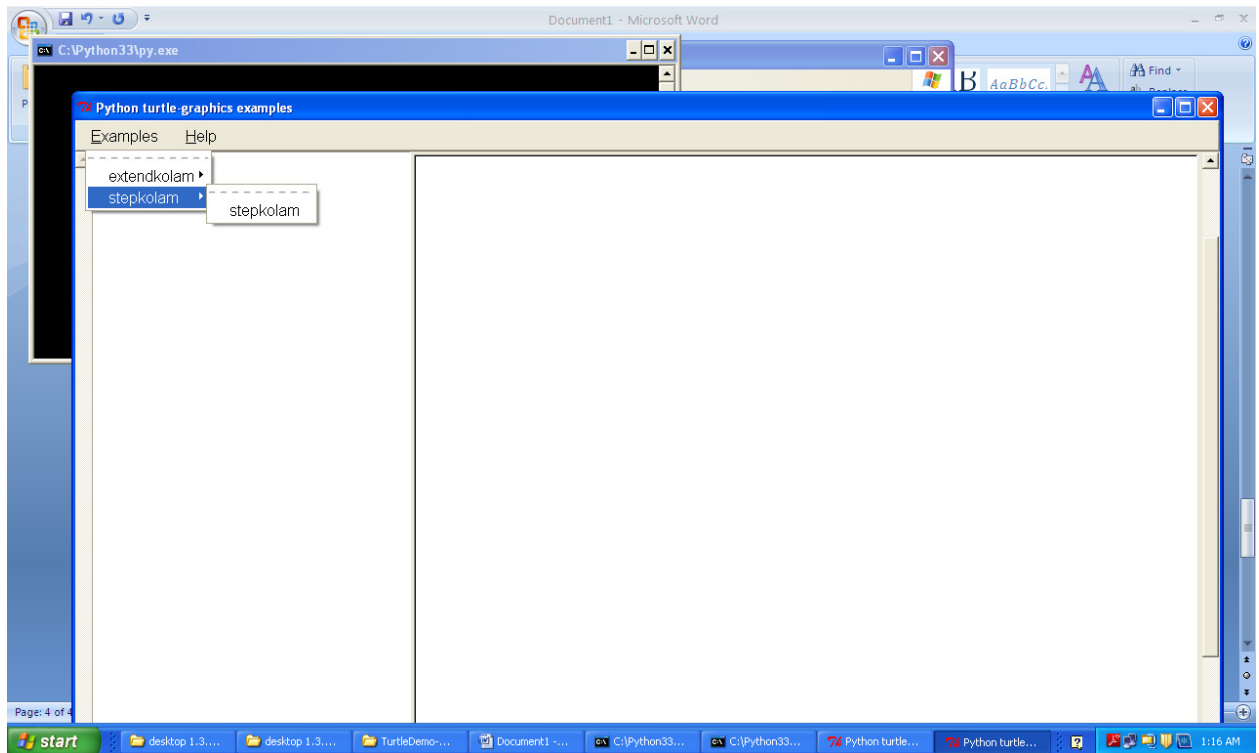 Document1 - Microsoft Word
C:\Python33\py.exe
AaBbCc.
Find
Replace
Python turtle-graphics examples
Examples Help
extendkolam
stepkolam
stepkolam
Page: 4 of 4
start
desktop 1.3....
desktop 1.3....
TurtleDemo-...
Document1 -...
C:\Python33...
C:\Python33...
Python turtle...
Python turtle...
1:16 AM